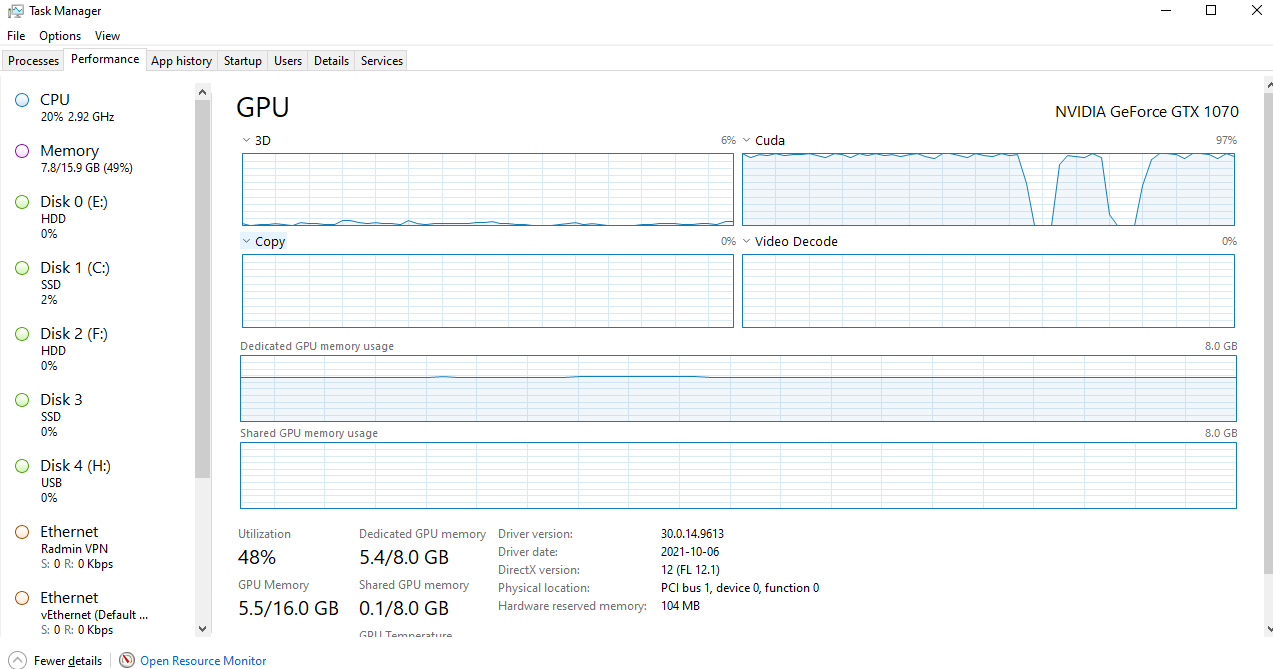 Task Manager
File Options View
Processes Performance App history Startup Users Details Services
CPU
20% 2.92 GHz
Memory
7.8/15.9 GB (49%)
Disk 0 (E:)
HDD
0%
Disk 1 (C:)
SSD
2%
Disk 2 (F:)
HDD
0%
Disk 3
SSD
0%
Disk 4 (H:)
USB
0%
Ethernet
Radmin VPN
S: 0 R: 0 Kbps
Ethernet
vEthernet (Default ...
S: 0 R: 0 Kbps
GPU
NVIDIA GeForce GTX 1070
3D 6%
Cuda 97%
Copy 0%
Video Decode 0%
Dedicated GPU memory usage 8.0 GB
Shared GPU memory usage 8.0 GB
Utilization
48%
Dedicated GPU memory
5.4/8.0 GB
GPU Memory
5.5/16.0 GB
Shared GPU memory
0.1/8.0 GB
GPU Temperature
Driver version: 30.0.14.9613
Driver date: 2021-10-06
DirectX version: 12 (FL 12.1)
Physical location: PCI bus 1, device 0, function 0
Hardware reserved memory: 104 MB
Fewer details
Open Resource Monitor